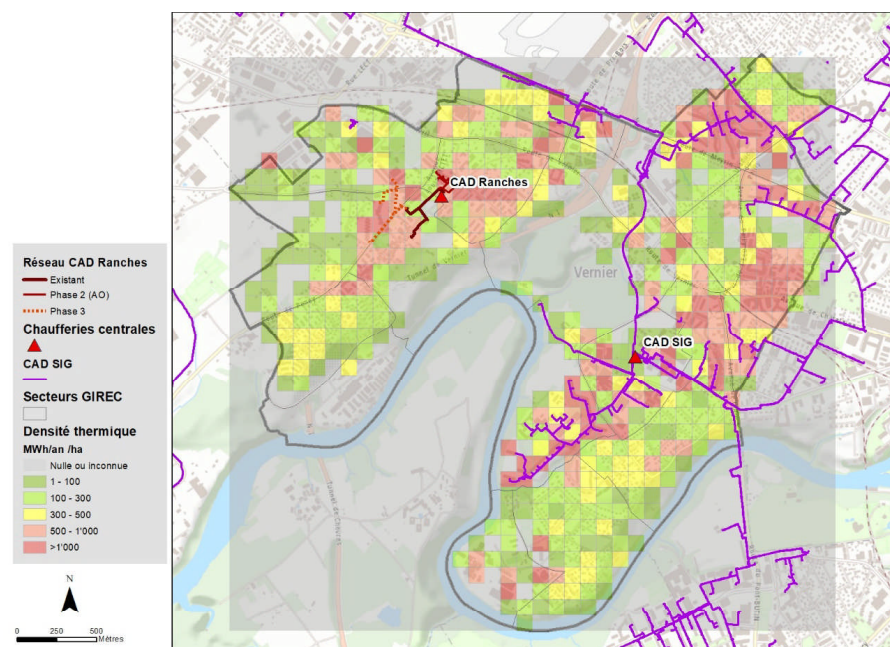 CAD Ranches
Vernier
CAD SIG
Réseau CAD Ranches
Existant
Phase 2 (AO)
Phase 3
Chaufferies centrales
CAD SIG
Secteurs GIREC
Densité thermique
MWh/an /ha
Nulle ou inconnue
1 - 100
100 - 300
300 - 500
500 - 1'000
>1'000
N
0 250 500
Mètres